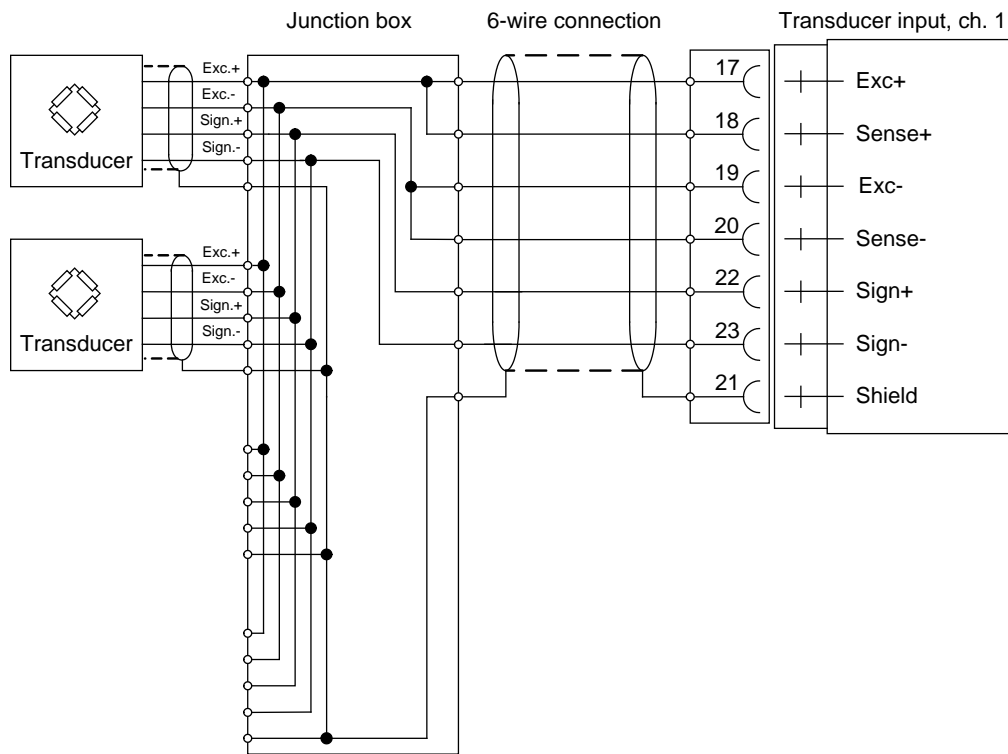 Junction box
6-wire connection
Transducer input, ch. 1
Exc.+
Exc.-
Sign.+
Sign.-
Transducer
Exc.+
Exc.-
Sign.+
Sign.-
Transducer
17
Exc+
18
Sense+
19
Exc-
20
Sense-
22
Sign+
23
Sign-
21
Shield